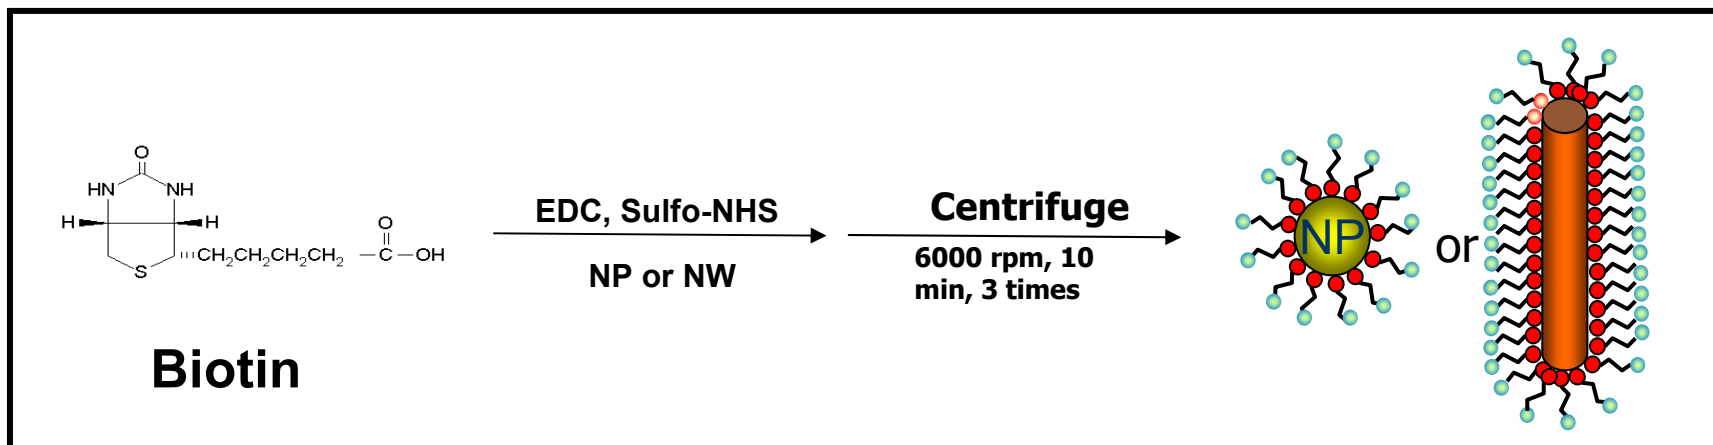 O
HN
NH
H
H
S
CH₂CH₂CH₂CH₂
O
C
OH
Biotin
EDC, Sulfo-NHS
NP or NW
Centrifuge
6000 rpm, 10
min, 3 times
NP
or